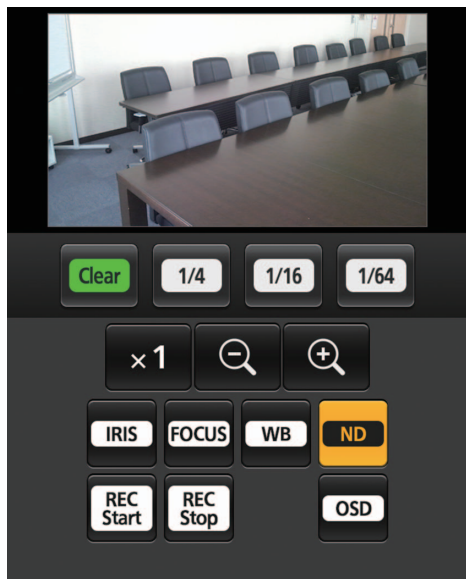 Clear 1/4 1/16 1/64
×1
IRIS FOCUS WB ND
REC Start REC Stop OSD